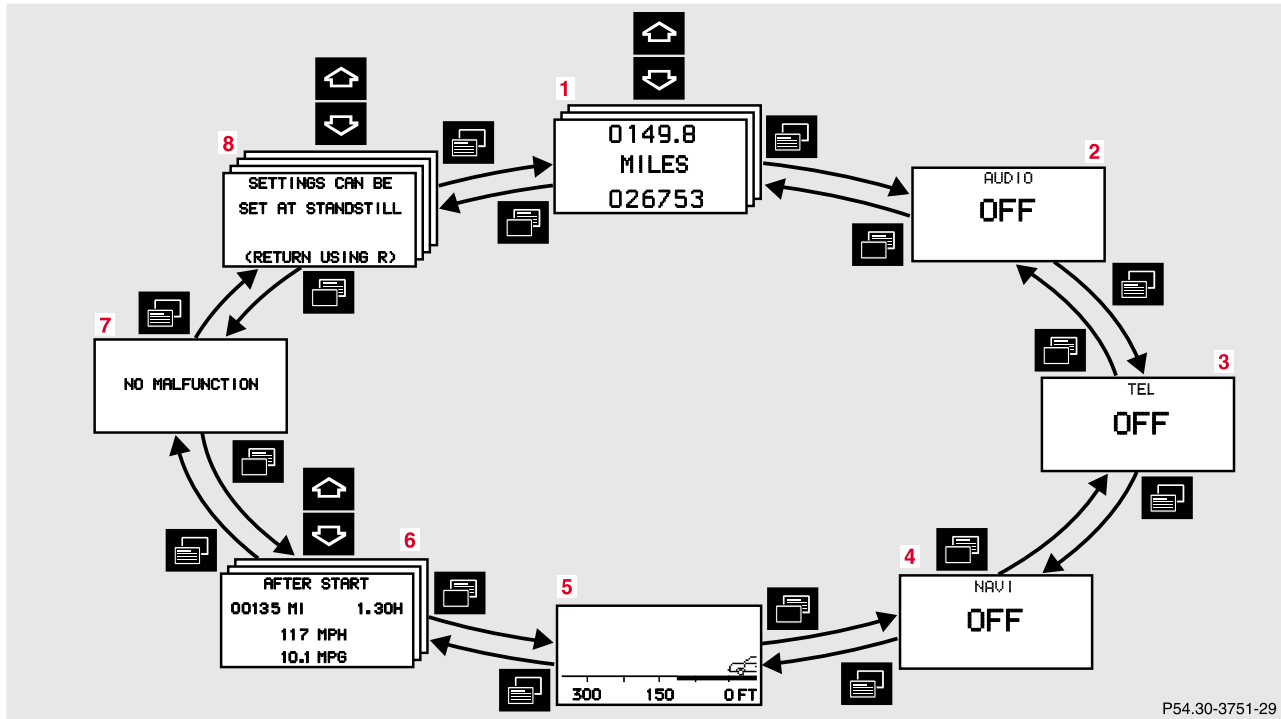 1
0149.8
MILES
026753
2
AUDIO
OFF
3
TEL
OFF
4
NAVI
OFF
5
300 150 0 FT
6
AFTER START
00135 MI 1.30H
117 MPH
10.1 MPG
7
NO MALFUNCTION
8
SETTINGS CAN BE
SET AT STANDSTILL
(RETURN USING R)
P54.30-3751-29